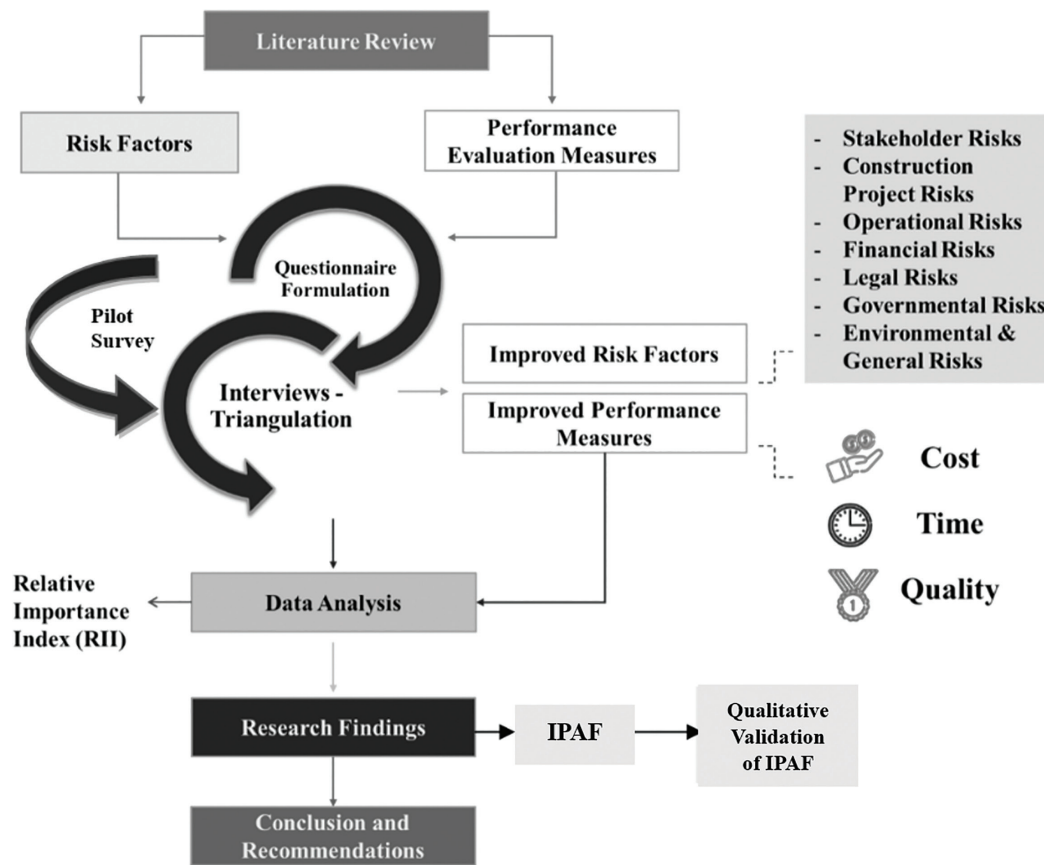 Literature Review
Risk Factors
Performance
Evaluation Measures
- Stakeholder Risks
- Construction
Project Risks
- Operational Risks
- Financial Risks
- Legal Risks
- Governmental Risks
- Environmental &
General Risks
Questionnaire
Formulation
Pilot
Survey
Interviews -
Triangulation
Improved Risk Factors
Improved Performance
Measures
Cost
Time
1
Quality
Relative
Importance
Index (RII)
Data Analysis
Research Findings
IPAF
Qualitative
Validation
of IPAF
Conclusion and
Recommendations